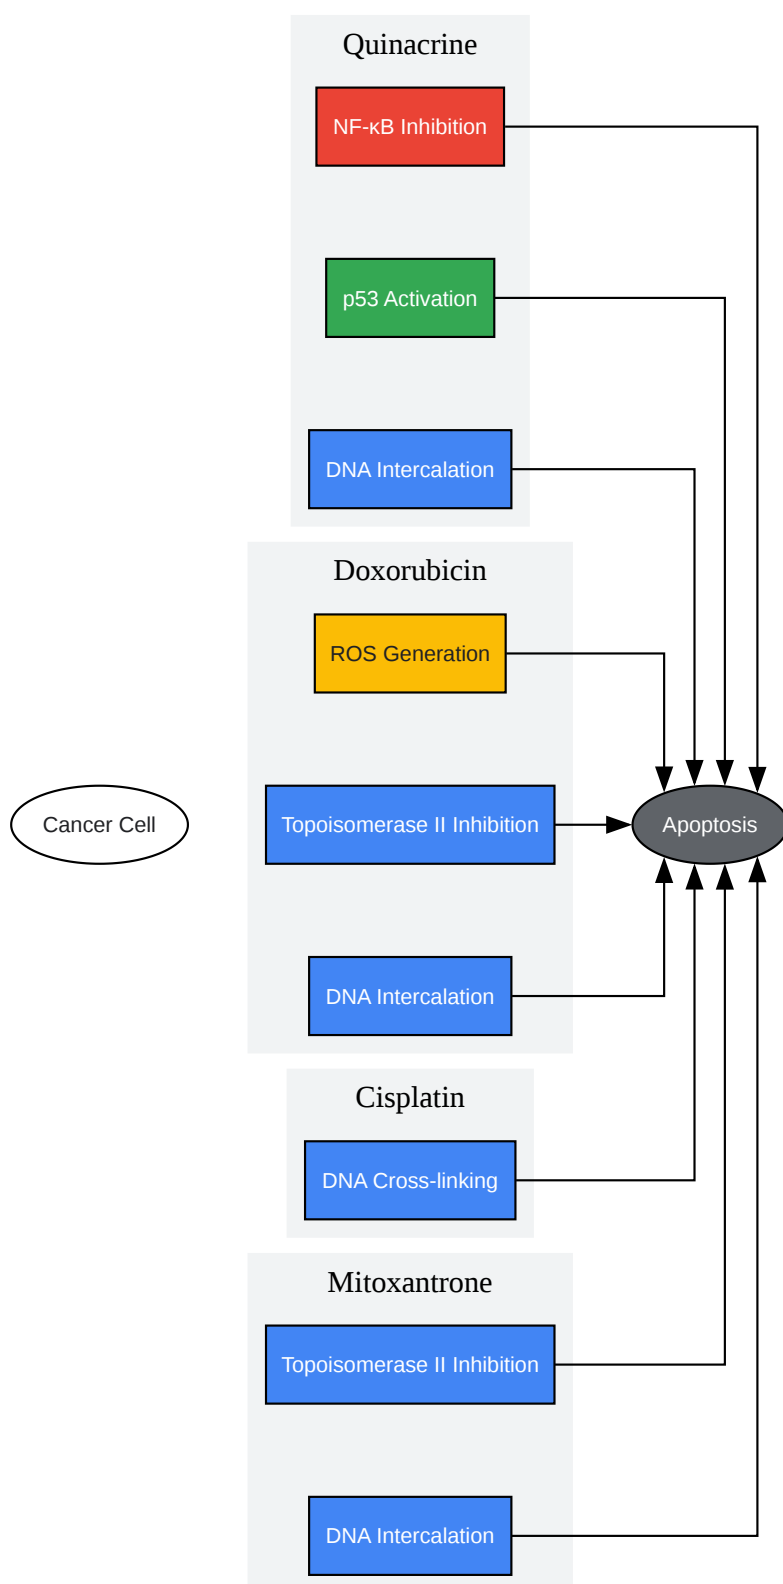 Quinacrine
NF-κB Inhibition
p53 Activation
DNA Intercalation
Doxorubicin
ROS Generation
Cancer Cell
Topoisomerase II Inhibition
Apoptosis
DNA Intercalation
Cisplatin
DNA Cross-linking
Mitoxantrone
Topoisomerase II Inhibition
DNA Intercalation